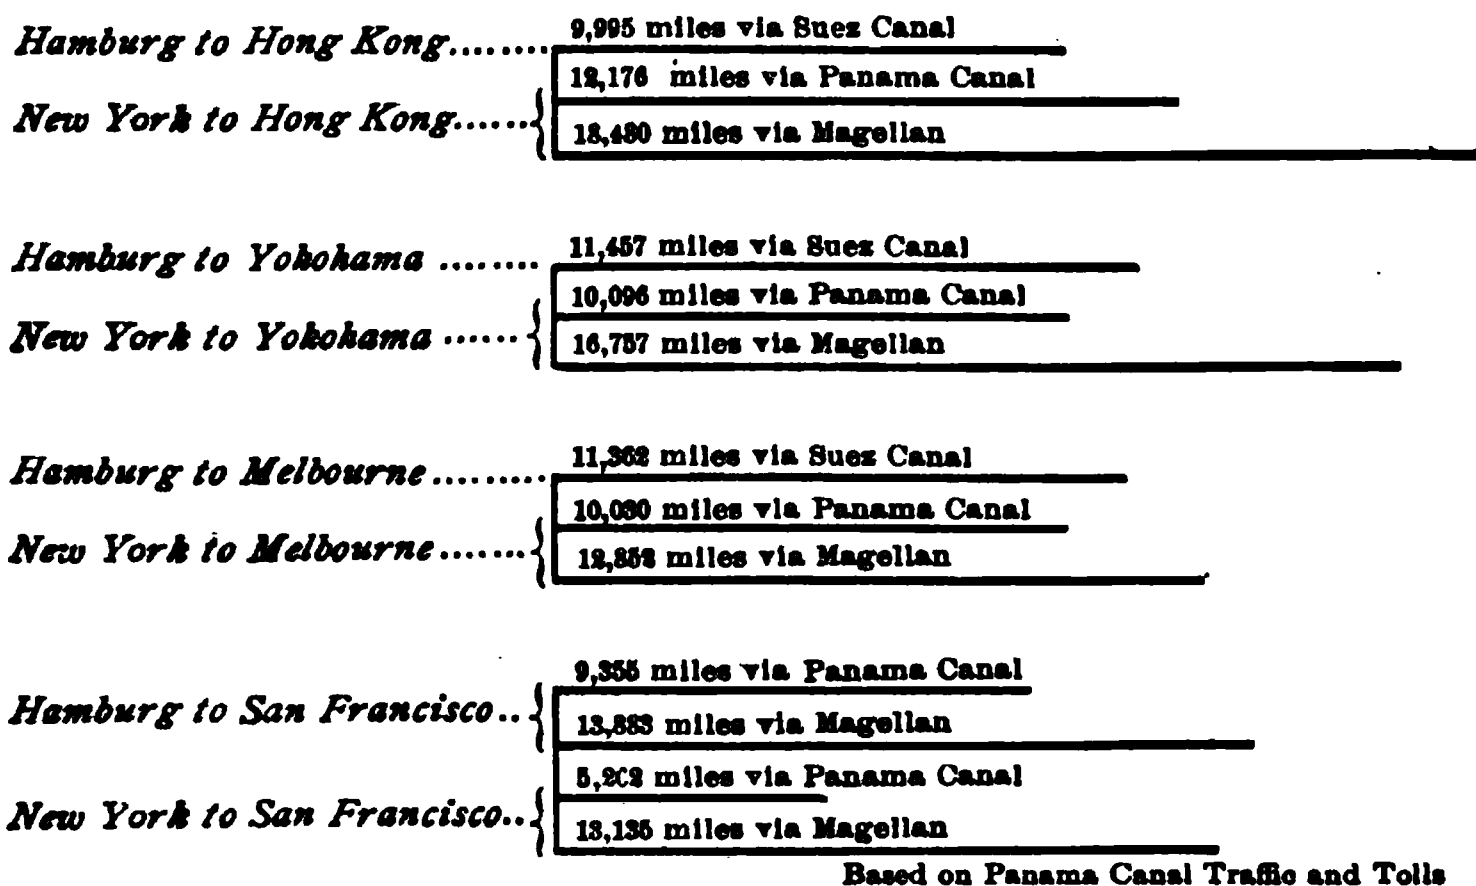 Hamburg to Hong Kong........
9,995 miles via Suez Canal
12,176 miles via Panama Canal
New York to Hong Kong.......
18,480 miles via Magellan
Hamburg to Yokohama ........
11,457 miles via Suez Canal
10,096 miles via Panama Canal
New York to Yokohama ......
16,757 miles via Magellan
Hamburg to Melbourne.........
11,362 miles via Suez Canal
10,030 miles via Panama Canal
New York to Melbourne.......
12,852 miles via Magellan
9,355 miles via Panama Canal
Hamburg to San Francisco..
13,883 miles via Magellan
5,262 miles via Panama Canal
New York to San Francisco..
13,135 miles via Magellan
Based on Panama Canal Traffic and Tolls